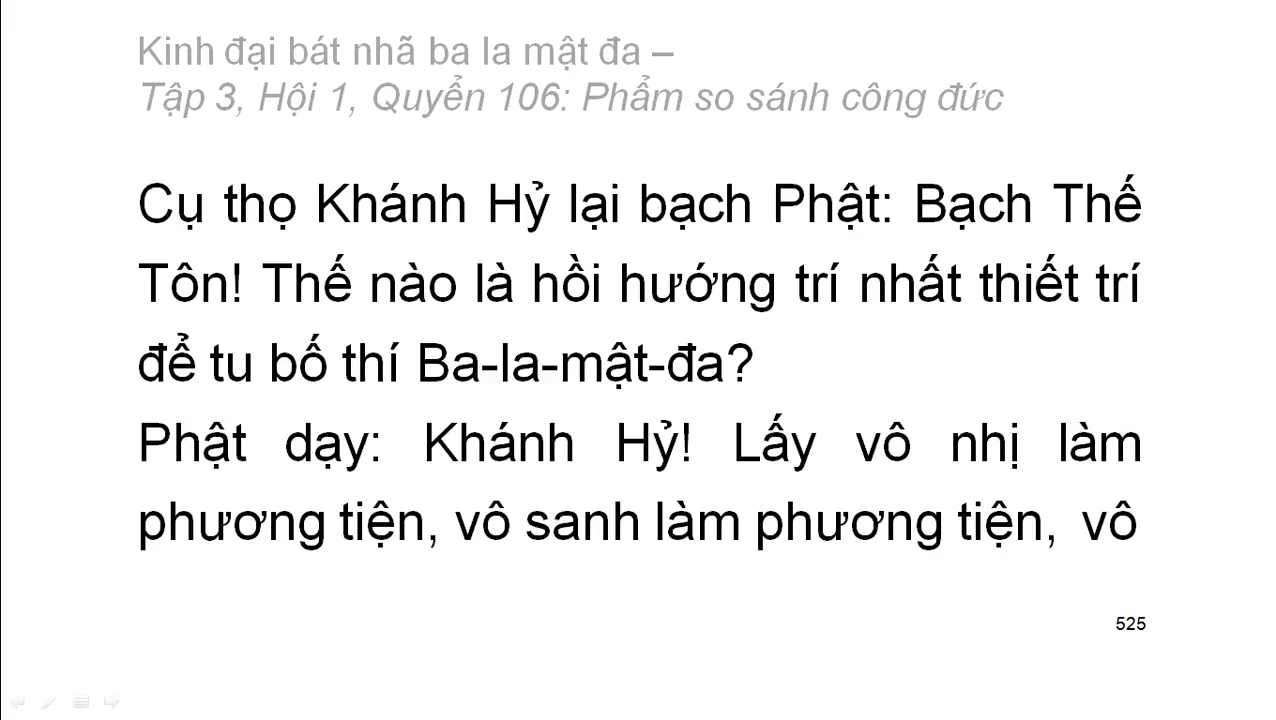 Kinh đại bát nhã ba la mật đa –
Tập 3, Hội 1, Quyển 106: Phẩm so sánh công đức
Cụ thọ Khánh Hỷ lại bạch Phật: Bạch Thế
Tôn! Thế nào là hồi hướng trí nhất thiết trí
để tu bố thí Ba-la-mật-đa?
Phật dạy: Khánh Hỷ! Lấy vô nhị làm
phương tiện, vô sanh làm phương tiện, vô
525